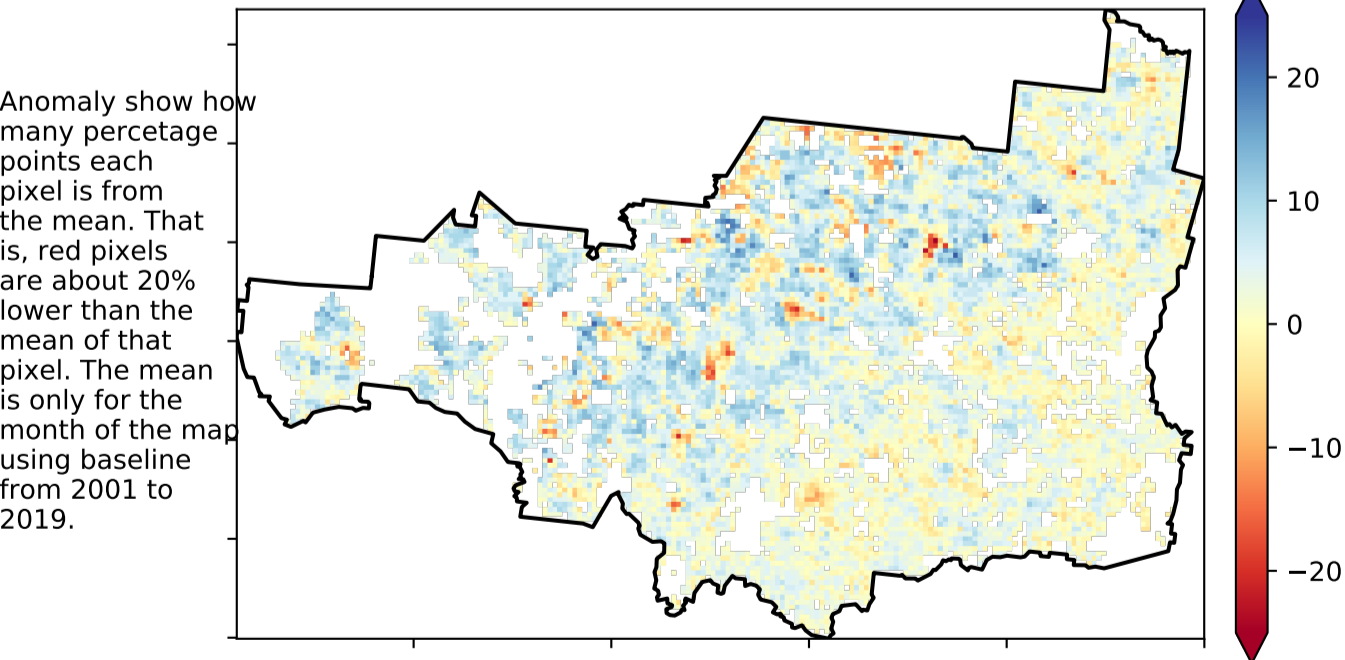 Anomaly show how
many percetage
points each
pixel is from
the mean. That
is, red pixels
are about 20%
lower than the
mean of that
pixel. The mean
is only for the
month of the map
using baseline
from 2001 to
2019.
20
10
0
−10
−20